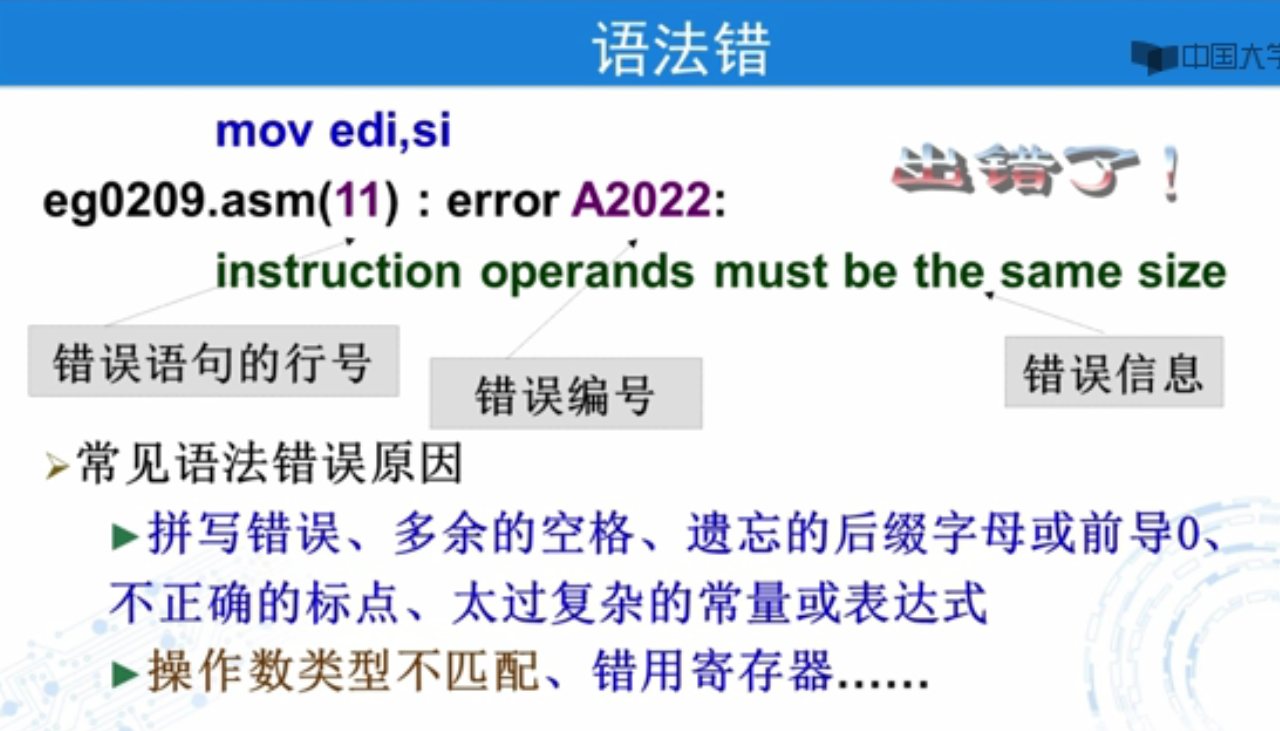 语法错
中国大学
mov edi,si
出错了！
eg0209.asm(11) : error A2022:
instruction operands must be the same size
错误语句的行号
错误编号
错误信息
➢常见语法错误原因
►拼写错误、多余的空格、遗忘的后缀字母或前导0、
不正确的标点、太过复杂的常量或表达式
►操作数类型不匹配、错用寄存器……